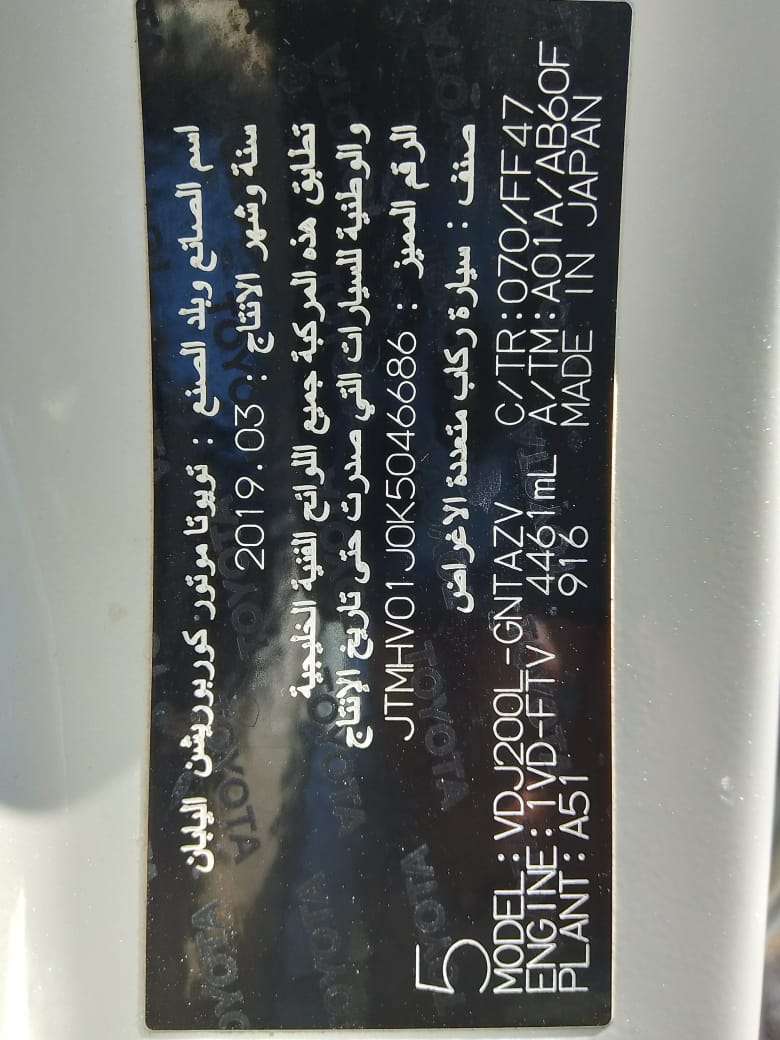 اسم الصانع وبلد الصنع : تويوتا موتور كوربوريشن اليابان
سنة وشهر الانتاج : 2019.03
تطابق هذه المركبة جميع اللوائح الفنية الخليجية
والوطنية للسيارات التي صدرت حتى تاريخ الإنتاج
الرقم المميز : JTMHV01J0K5046686
صنف : سيارة ركاب متعددة الاغراض
5
MODEL:VDJ200L-GNTAZV C/TR:070/FF47
ENGINE:1VD-FTV 4461mL A/TM:A01A/AB60F
PLANT:A51 916 MADE IN JAPAN